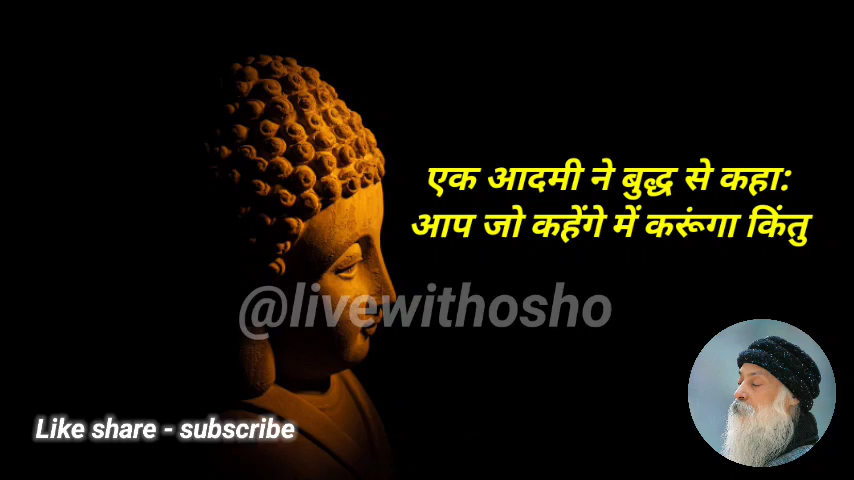 एक आदमी ने बुद्ध से कहा:
आप जो कहेंगे में करूंगा किंतु
@livewithosho
Like share - subscribe